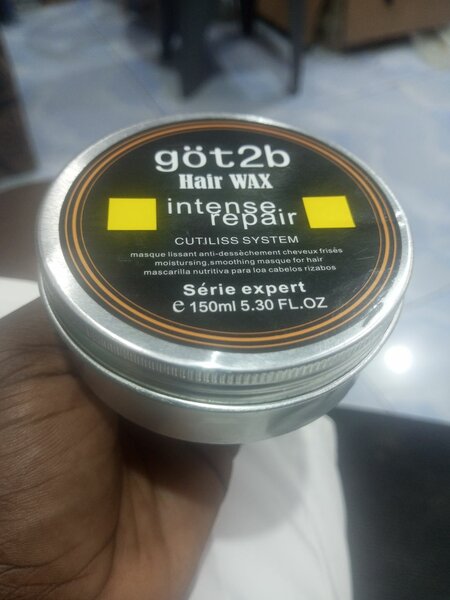 göt2b
Hair WAX
intense
repair
CUTILISS SYSTEM
masque lissant anti-dessèchement cheveux frisés
moistursing.smoothing masque for hair
mascarilla nutritiva para loa cabelos rizabos
Série expert
e 150ml 5.30 FL.OZ